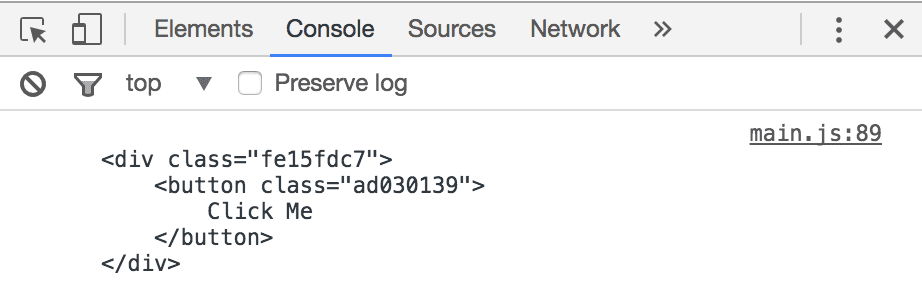 Elements Console Sources Network »
top ▼ Preserve log
main.js:89
<div class="fe15fdc7">
    <button class="ad030139">
        Click Me
    </button>
</div>